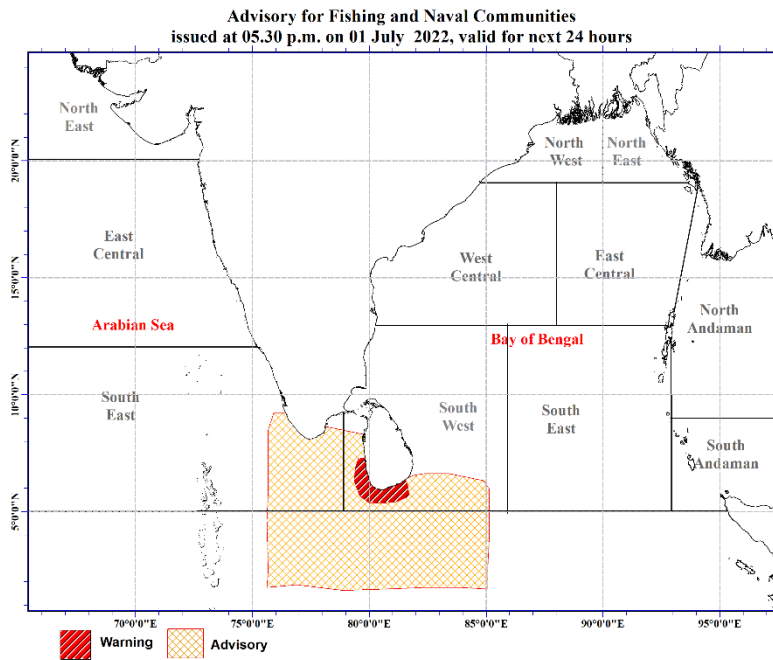 Advisory for Fishing and Naval Communities
issued at 05.30 p.m. on 01 July 2022, valid for next 24 hours
North
East
North
West
North
East
20°0'0"N
East
Central
West
Central
East
Central
15°0'0"N
North
Andaman
Arabian Sea
Bay of Bengal
10°0'0"N
South
East
South
West
South
East
South
Andaman
5°0'0"N
70°0'0"E
75°0'0"E
80°0'0"E
85°0'0"E
90°0'0"E
95°0'0"E
Warning
Advisory